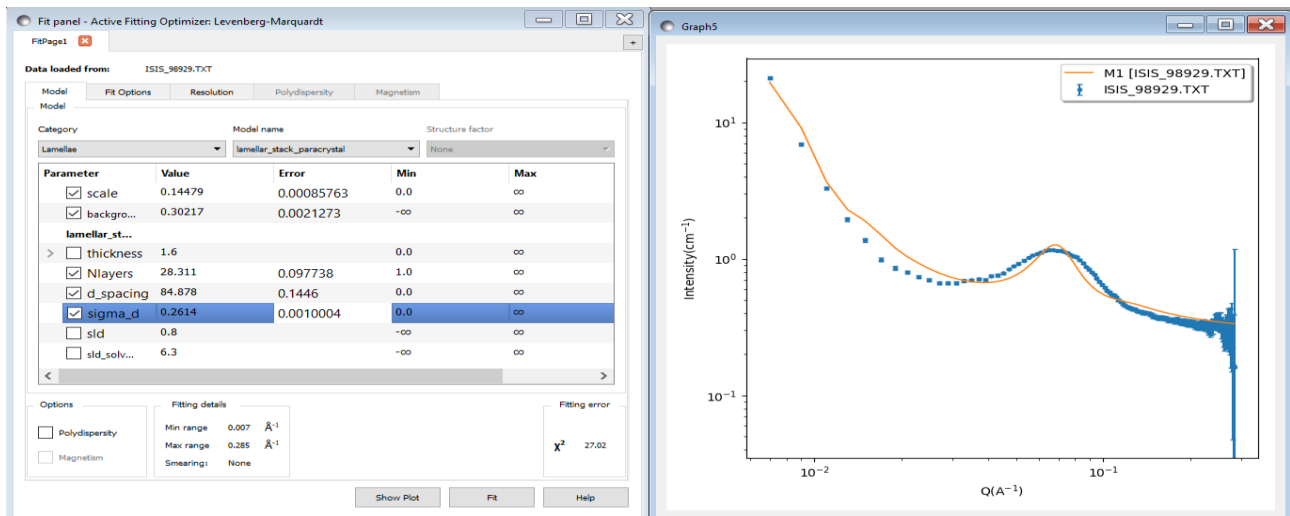 Fit panel - Active Fitting Optimizer: Levenberg-Marquardt
FitPage1
+
Data loaded from: ISIS_98929.TXT
Model Fit Options Resolution Polydispersity Magnetism
Model
Category Model name Structure factor
Lamellae lamellar_stack_paracrystal None
Parameter Value Error Min Max
scale 0.14479 0.00085763 0.0 ∞
backgro... 0.30217 0.0021273 -∞ ∞
lamellar_st...
> thickness 1.6 0.0 ∞
Nlayers 28.311 0.097738 1.0 ∞
d_spacing 84.878 0.1446 0.0 ∞
sigma_d 0.2614 0.0010004 0.0 ∞
sld 0.8 -∞ ∞
sld_solv... 6.3 -∞ ∞
< >
Options Fitting details Fitting error
Polydispersity
Magnetism
Min range 0.007 Å⁻¹
Max range 0.285 Å⁻¹
Smearing: None
χ² 27.02
Show Plot Fit Help
Graph5
M1 [ISIS_98929.TXT]
ISIS_98929.TXT
Intensity(cm⁻¹)
10¹
10⁰
10⁻¹
10⁻² 10⁻¹
Q(A⁻¹)